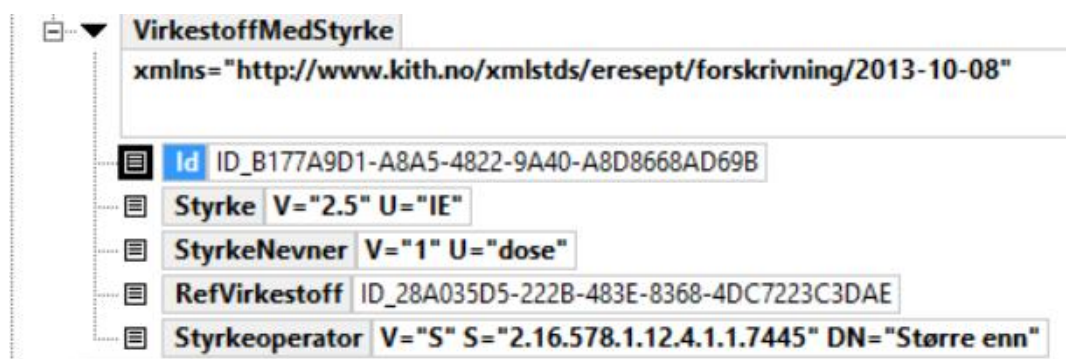 VirkestoffMedStyrke
xmlns="http://www.kith.no/xmlstds/eresept/forskrivning/2013-10-08"
Id ID_B177A9D1-A8A5-4822-9A40-A8D8668AD69B
Styrke V="2.5" U="IE"
StyrkeNevner V="1" U="dose"
RefVirkestoff ID_28A035D5-222B-483E-8368-4DC7223C3DAE
Styrkeoperator V="S" S="2.16.578.1.12.4.1.1.7445" DN="Større enn"